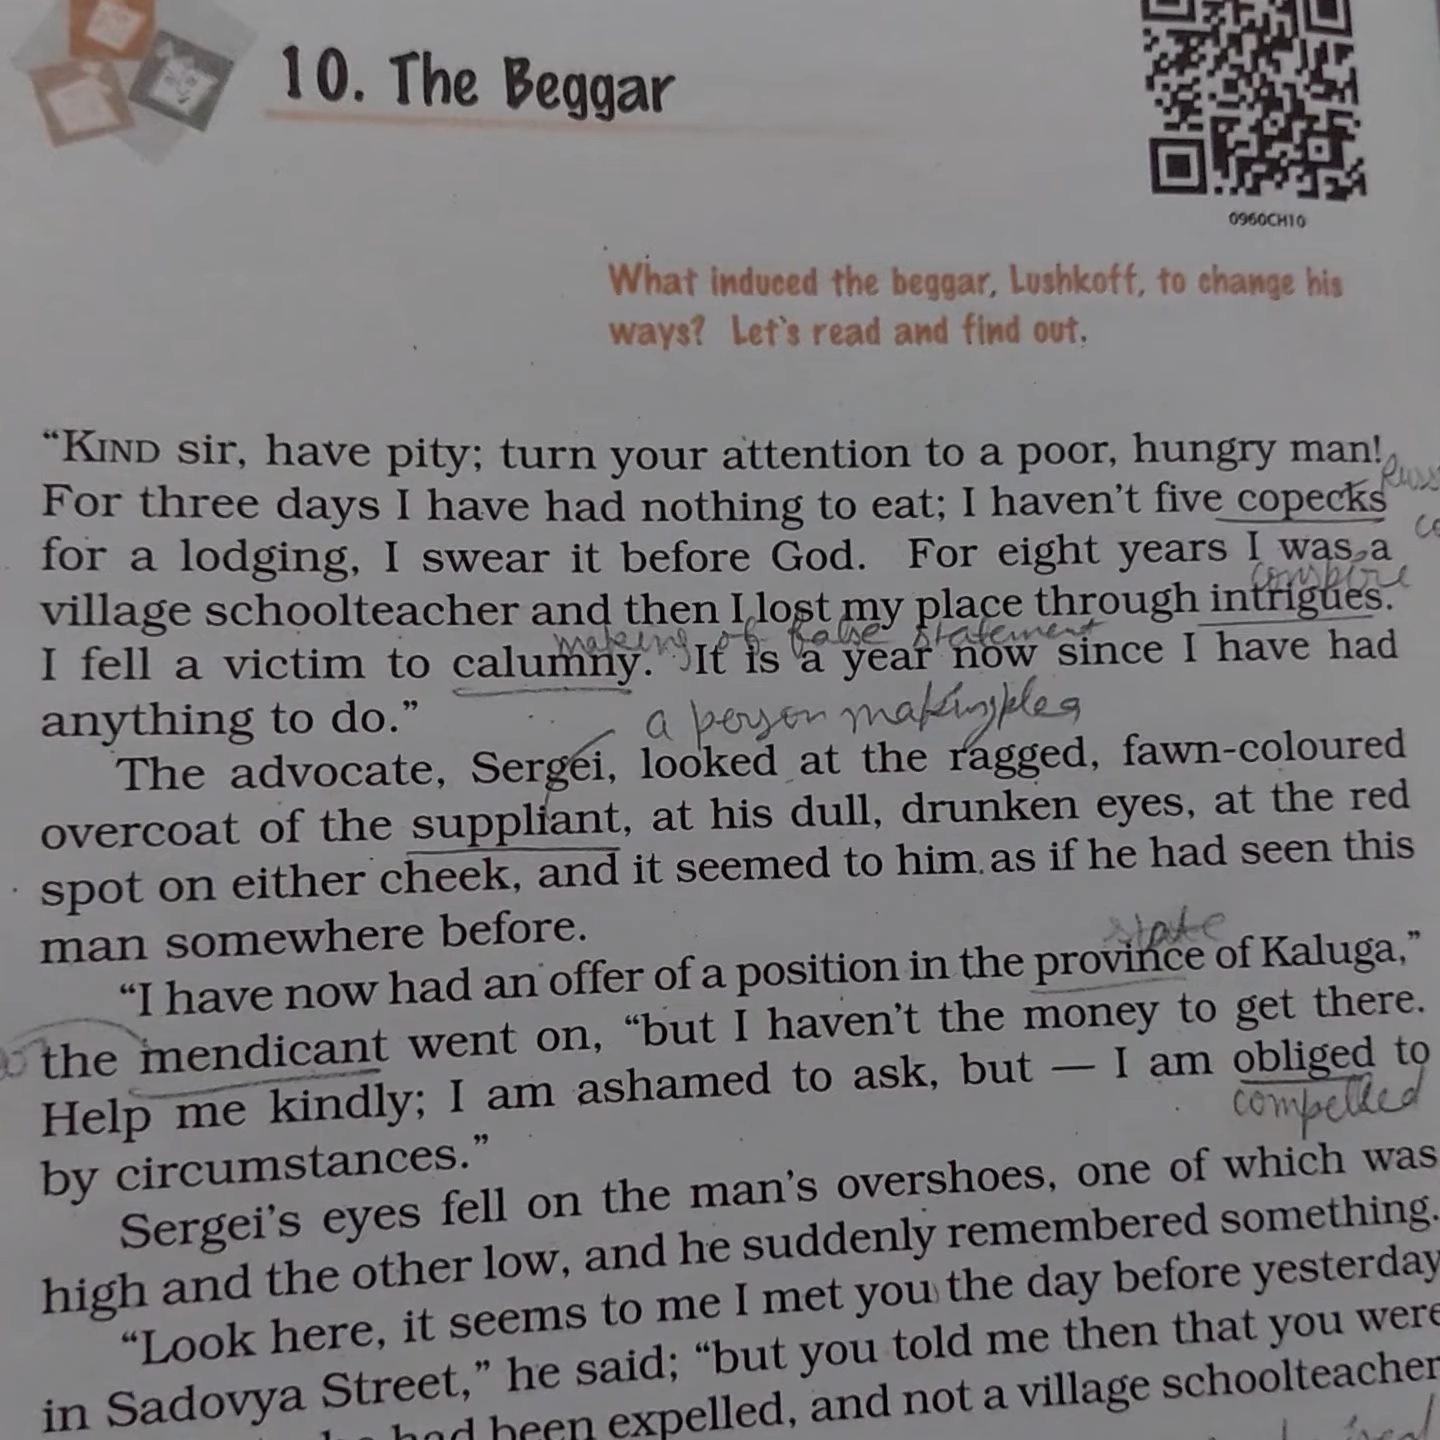 10. The Beggar
0960CH10
What induced the beggar, Lushkoff, to change his
ways? Let's read and find out.
“KIND sir, have pity; turn your attention to a poor, hungry man!
For three days I have had nothing to eat; I haven't five copecks
for a lodging, I swear it before God. For eight years I was a
conspire
village schoolteacher and then I lost my place through intrigues.
making of false statement
I fell a victim to calumny. It is a year now since I have had
anything to do.”
a person making plea
The advocate, Sergei, looked at the ragged, fawn-coloured
overcoat of the suppliant, at his dull, drunken eyes, at the red
spot on either cheek, and it seemed to him as if he had seen this
man somewhere before.
state
“I have now had an offer of a position in the province of Kaluga,”
the mendicant went on, “but I haven't the money to get there.
Help me kindly; I am ashamed to ask, but — I am obliged to
compelled
by circumstances.”
Sergei's eyes fell on the man's overshoes, one of which was
high and the other low, and he suddenly remembered something.
“Look here, it seems to me I met you the day before yesterday
in Sadovya Street,” he said; “but you told me then that you were
had been expelled, and not a village schoolteacher